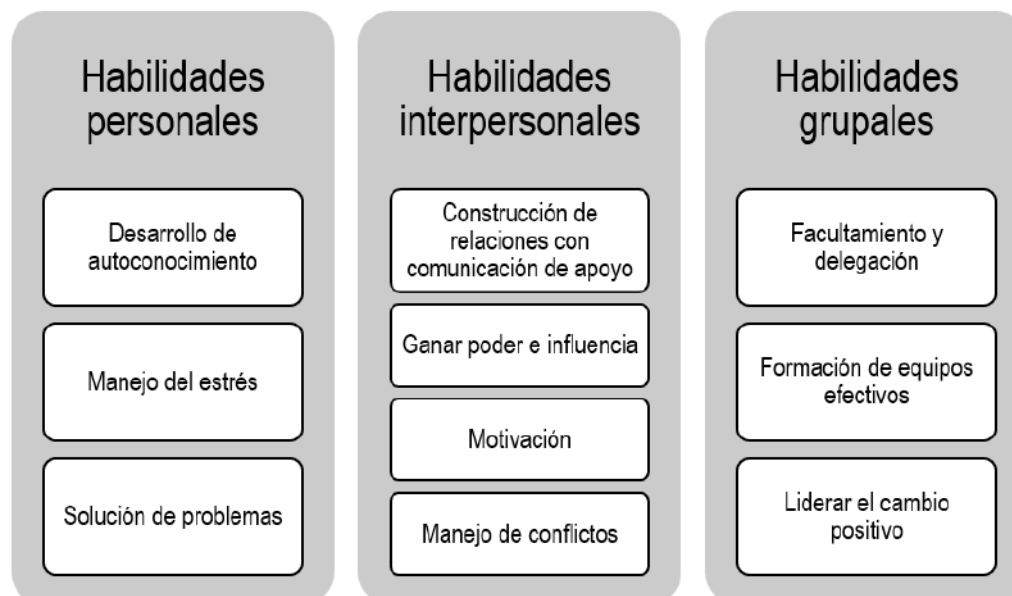 Habilidades
personales
Desarrollo de
autoconocimiento
Manejo del estrés
Solución de problemas
Habilidades
interpersonales
Construcción de
relaciones con
comunicación de apoyo
Ganar poder e influencia
Motivación
Manejo de conflictos
Habilidades
grupales
Facultamiento y
delegación
Formación de equipos
efectivos
Liderar el cambio
positivo